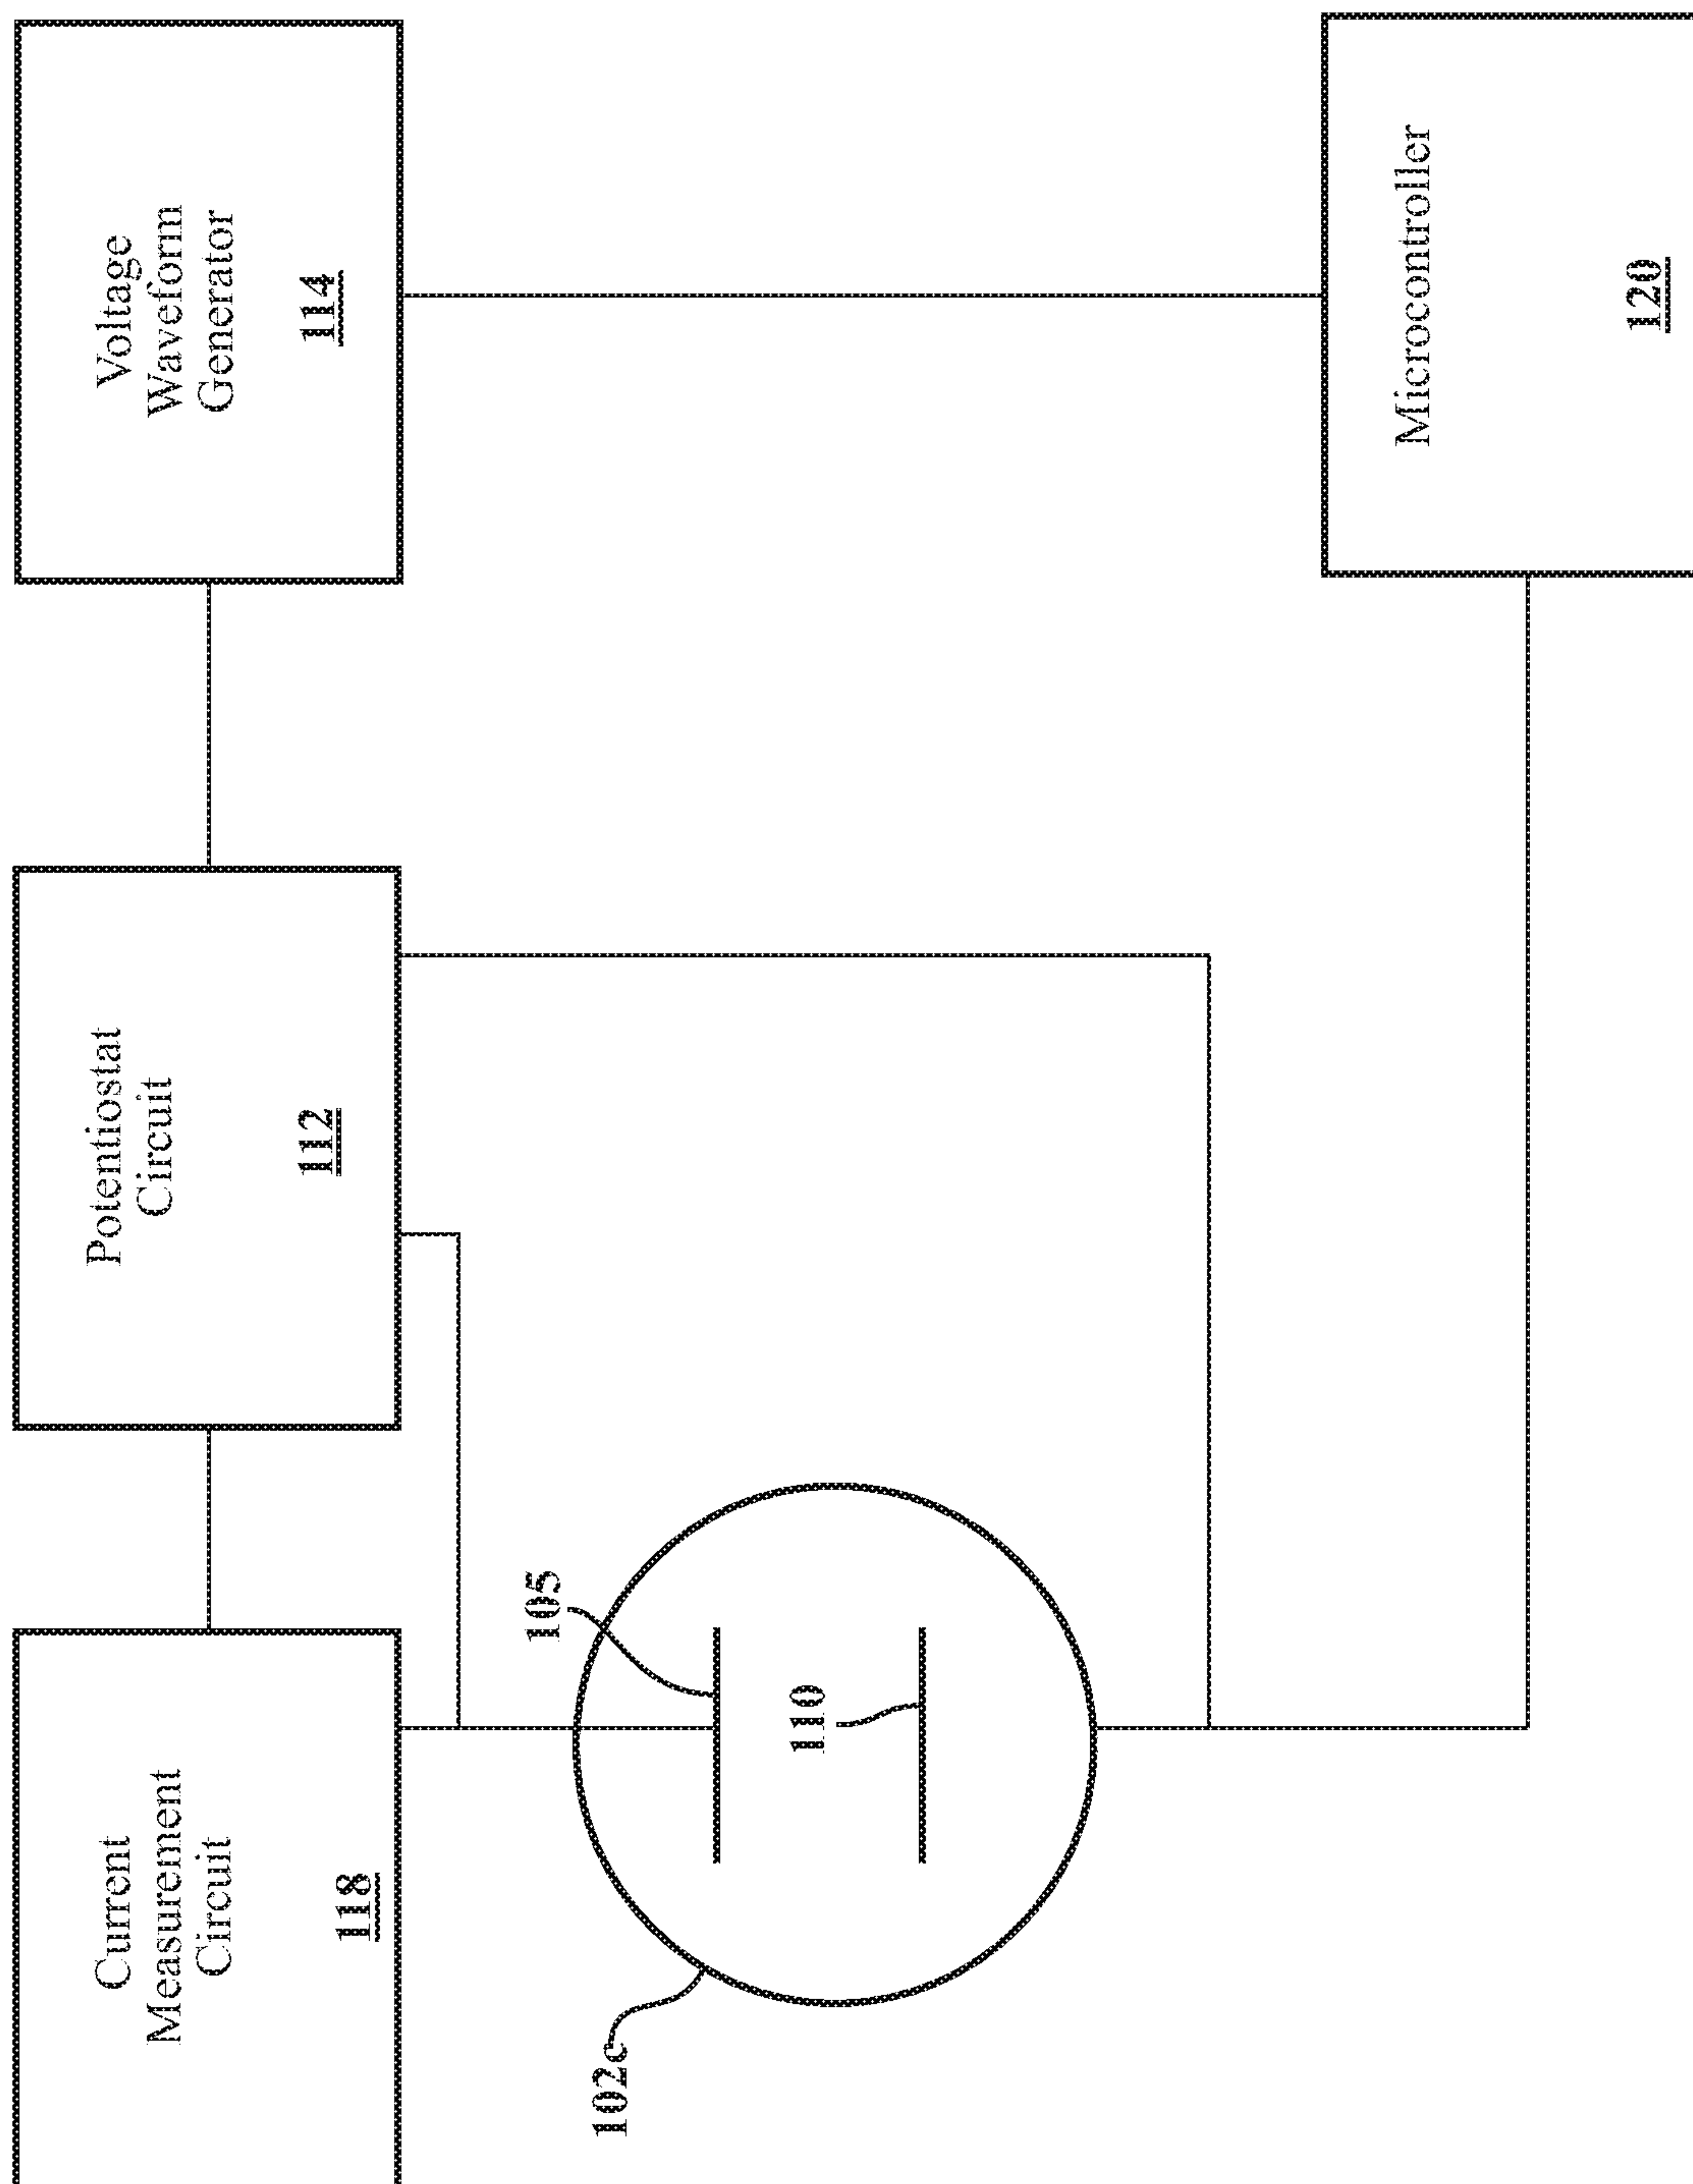 Current
Measurement
Circuit
118
Potentiostat
Circuit
112
Voltage
Waveform
Generator
114
102c
105
110
Microcontroller
120